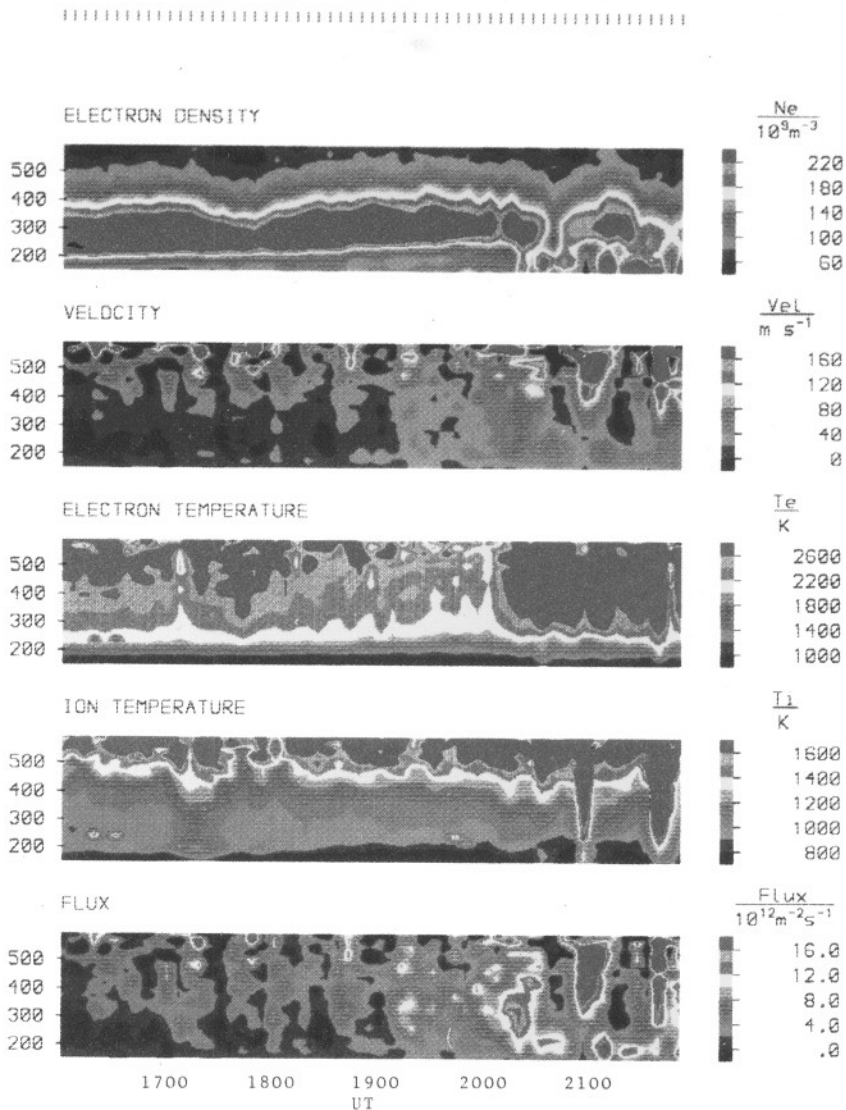 ELECTRON DENSITY
Ne
10⁹m⁻³
500
400
300
200
220
180
140
100
60
VELOCITY
Vel
m s⁻¹
500
400
300
200
160
120
80
40
0
ELECTRON TEMPERATURE
Te
K
500
400
300
200
2600
2200
1800
1400
1000
ION TEMPERATURE
Ti
K
500
400
300
200
1600
1400
1200
1000
800
FLUX
Flux
10¹²m⁻²s⁻¹
500
400
300
200
16.0
12.0
8.0
4.0
.0
1700 1800 1900 2000 2100
UT